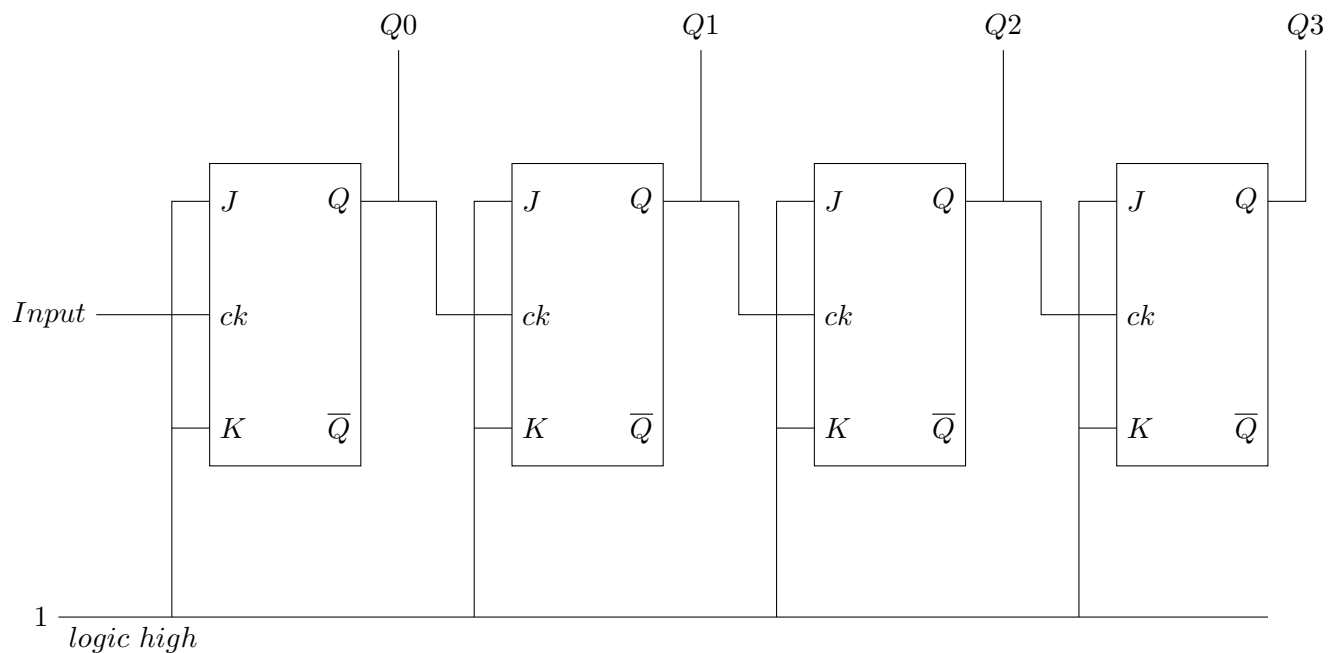 Q0 Q1 Q2 Q3
J Q J Q J Q J Q
Input ck ck ck ck
K Q̅ K Q̅ K Q̅ K Q̅
1
logic high